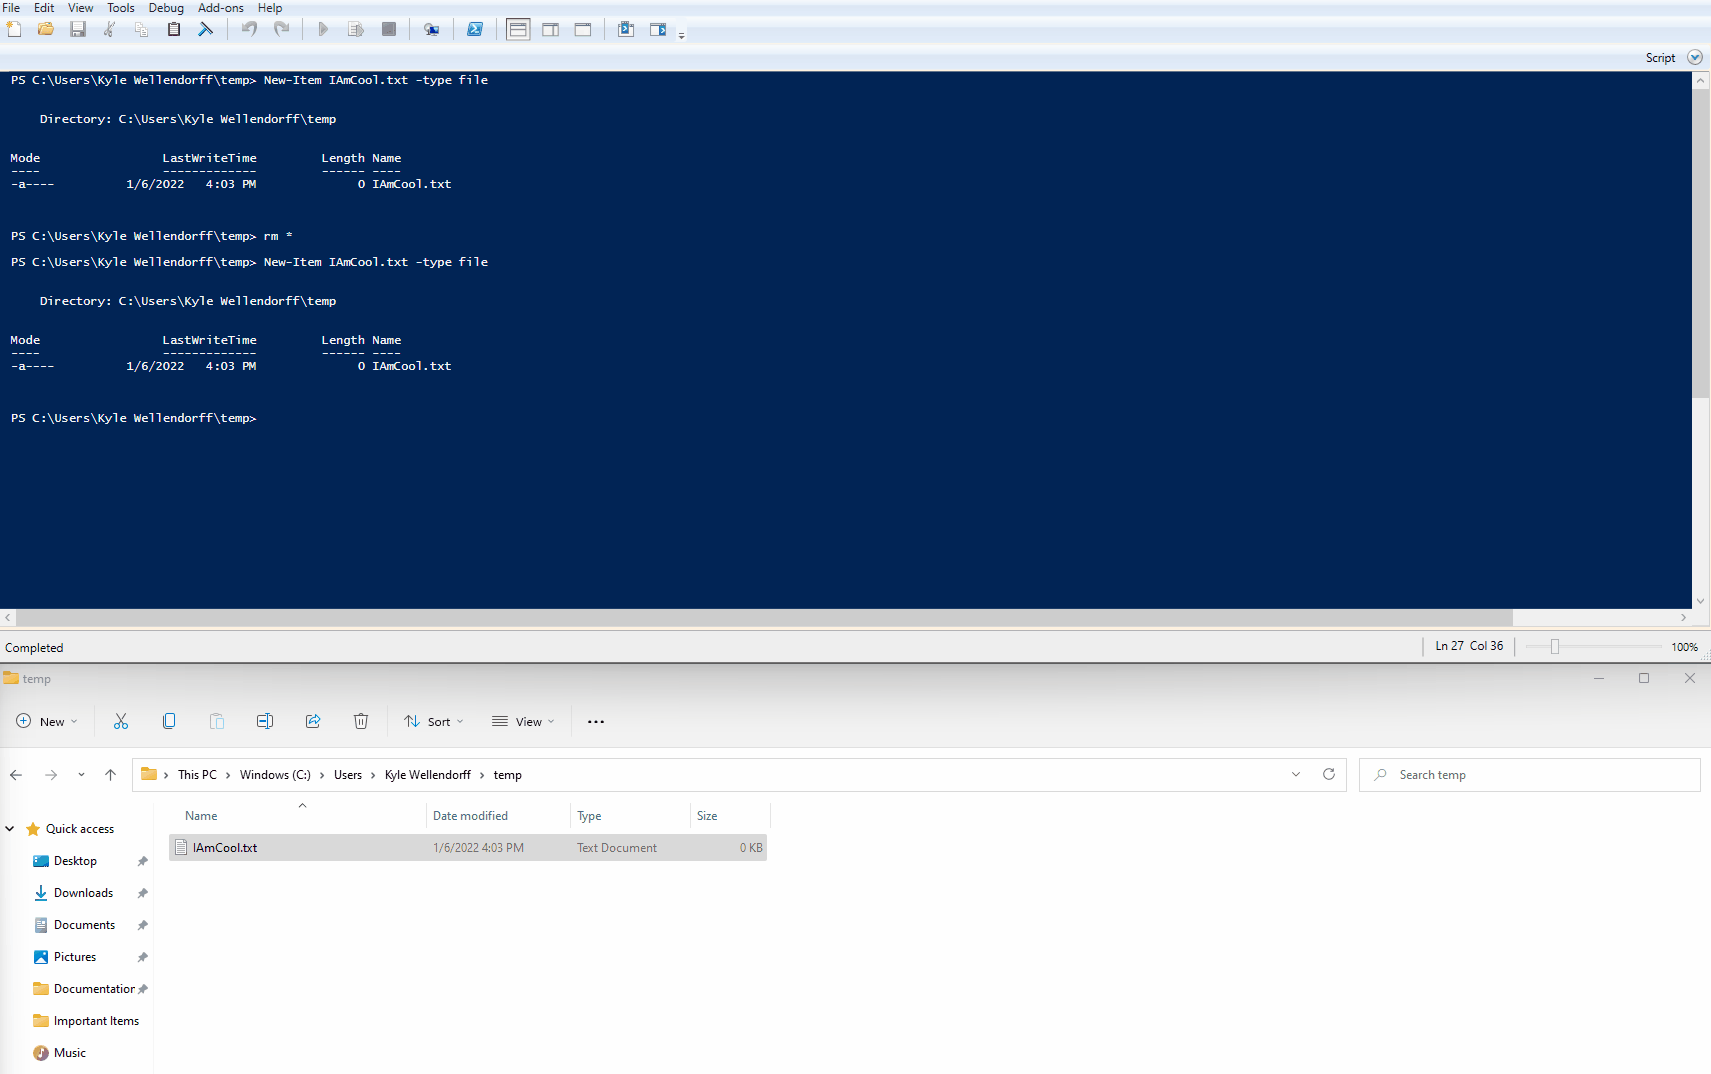 File Edit View Tools Debug Add-ons Help
Script
PS C:\Users\Kyle Wellendorff\temp> New-Item IAmCool.txt -type file
Directory: C:\Users\Kyle Wellendorff\temp
Mode LastWriteTime Length Name
---- ------------- ------ ----
-a---- 1/6/2022 4:03 PM 0 IAmCool.txt
PS C:\Users\Kyle Wellendorff\temp> rm *
PS C:\Users\Kyle Wellendorff\temp> New-Item IAmCool.txt -type file
Directory: C:\Users\Kyle Wellendorff\temp
Mode LastWriteTime Length Name
---- ------------- ------ ----
-a---- 1/6/2022 4:03 PM 0 IAmCool.txt
PS C:\Users\Kyle Wellendorff\temp>
Completed Ln 27 Col 36 100%
temp
New Sort View
This PC > Windows (C:) > Users > Kyle Wellendorff > temp Search temp
Name Date modified Type Size
IAmCool.txt 1/6/2022 4:03 PM Text Document 0 KB
Quick access
Desktop
Downloads
Documents
Pictures
Documentation
Important Items
Music